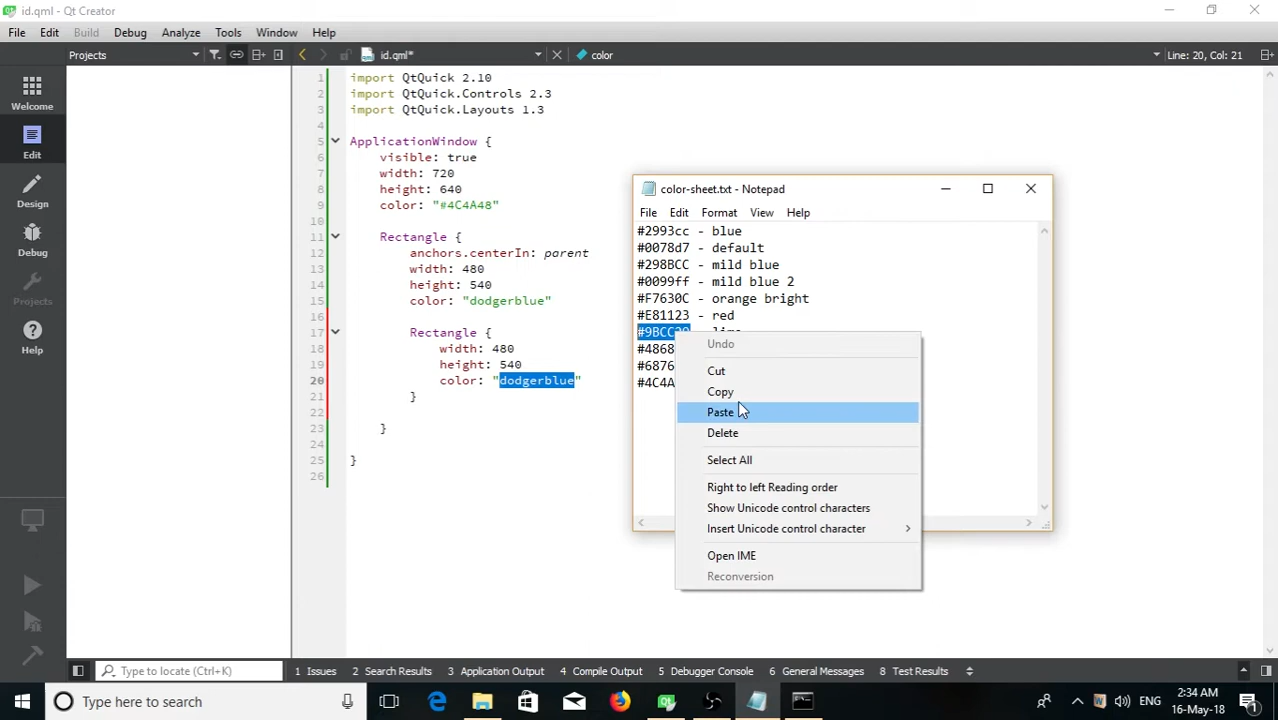 id.qml - Qt Creator
File Edit Build Debug Analyze Tools Window Help
Projects id.qml* color Line: 20, Col: 21
Welcome
Edit
Design
Debug
Projects
Help
1 import QtQuick 2.10
2 import QtQuick.Controls 2.3
3 import QtQuick.Layouts 1.3
4
5 ApplicationWindow {
6 visible: true
7 width: 720
8 height: 640
9 color: "#4C4A48"
10
11 Rectangle {
12 anchors.centerIn: parent
13 width: 480
14 height: 540
15 color: "dodgerblue"
16
17 Rectangle {
18 width: 480
19 height: 540
20 color: "dodgerblue"
21 }
22
23 }
24
25 }
26
color-sheet.txt - Notepad
File Edit Format View Help
#2993cc - blue
#0078d7 - default
#298BCC - mild blue
#0099ff - mild blue 2
#F7630C - orange bright
#E81123 - red
#9BCC29 - lime
#4868
#6876
#4C4A
Undo
Cut
Copy
Paste
Delete
Select All
Right to left Reading order
Show Unicode control characters
Insert Unicode control character
Open IME
Reconversion
Type to locate (Ctrl+K) 1 Issues 2 Search Results 3 Application Output 4 Compile Output 5 Debugger Console 6 General Messages 8 Test Results
Type here to search ENG 2:34 AM
16-May-18 1